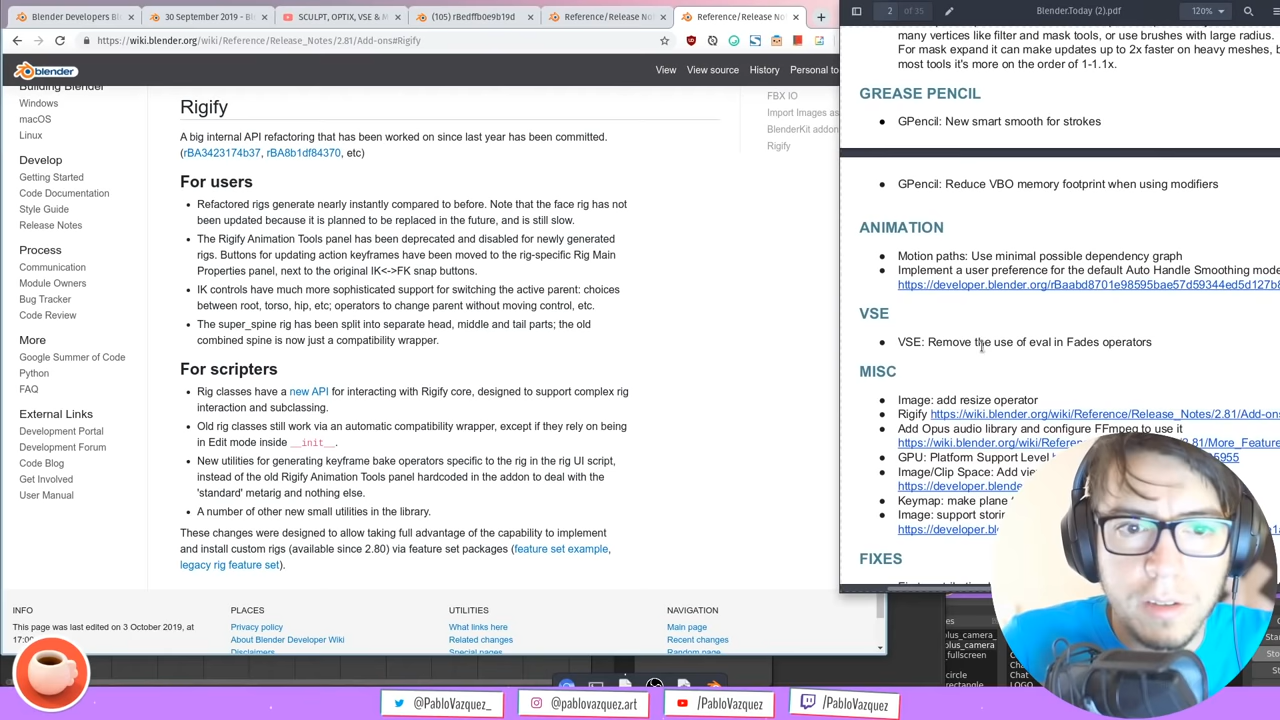 Blender Developers B
30 September 2019 - B
SCULPT, OPTIX, VSE & M
(105) rBedffb0e9b19d
Reference/Release Not
Reference/Release No
2 of 35
Blender.Today (2).pdf
120%
https://wiki.blender.org/wiki/Reference/Release_Notes/2.81/Add-ons#Rigify
blender
View
View source
History
Personal to
Building Blender
Windows
macOS
Linux
Develop
Getting Started
Code Documentation
Style Guide
Release Notes
Process
Communication
Module Owners
Bug Tracker
Code Review
More
Google Summer of Code
Python
FAQ
External Links
Development Portal
Development Forum
Code Blog
Get Involved
User Manual
Rigify
A big internal API refactoring that has been worked on since last year has been committed.
(rBA3423174b37, rBA8b1df84370, etc)
For users
Refactored rigs generate nearly instantly compared to before. Note that the face rig has not
been updated because it is planned to be replaced in the future, and is still slow.
The Rigify Animation Tools panel has been deprecated and disabled for newly generated
rigs. Buttons for updating action keyframes have been moved to the rig-specific Rig Main
Properties panel, next to the original IK<->FK snap buttons.
IK controls have much more sophisticated support for switching the active parent: choices
between root, torso, hip, etc; operators to change parent without moving control, etc.
The super_spine rig has been split into separate head, middle and tail parts; the old
combined spine is now just a compatibility wrapper.
For scripters
Rig classes have a new API for interacting with Rigify core, designed to support complex rig
interaction and subclassing.
Old rig classes still work via an automatic compatibility wrapper, except if they rely on being
in Edit mode inside __init__.
New utilities for generating keyframe bake operators specific to the rig in the rig UI script,
instead of the old Rigify Animation Tools panel hardcoded in the addon to deal with the
'standard' metarig and nothing else.
A number of other new small utilities in the library.
These changes were designed to allow taking full advantage of the capability to implement
and install custom rigs (available since 2.80) via feature set packages (feature set example,
legacy rig feature set).
FBX IO
Import Images as
BlenderKit addon
Rigify
INFO
This page was last edited on 3 October 2019, at
17:0
PLACES
Privacy policy
About Blender Developer Wiki
Disclaimers
UTILITIES
What links here
Related changes
Special pages
NAVIGATION
Main page
Recent changes
Random page
many vertices like filter and mask tools, or use brushes with large radius.
For mask expand it can make updates up to 2x faster on heavy meshes, b
most tools it's more on the order of 1-1.1x.
GREASE PENCIL
GPencil: New smart smooth for strokes
GPencil: Reduce VBO memory footprint when using modifiers
ANIMATION
Motion paths: Use minimal possible dependency graph
Implement a user preference for the default Auto Handle Smoothing mode
https://developer.blender.org/rBaabd8701e98595bae57d59344ed5d127b8
VSE
VSE: Remove the use of eval in Fades operators
MISC
Image: add resize operator
Rigify https://wiki.blender.org/wiki/Reference/Release_Notes/2.81/Add-ons
Add Opus audio library and configure FFmpeg to use it
https://wiki.blender.org/wiki/Refere 2.81/More_Feature
GPU: Platform Support Level h 5955
Image/Clip Space: Add vie
https://developer.blende
Keymap: make plane
Image: support stori
https://developer.bl
FIXES
plus_camera_
plus_camera_
fullscreen
circle
rectangle
Cha
Cha
LOGO
Sta
Sto
@PabloVazquez_
@pablovazquez.art
/PabloVazquez
/PabloVazquez